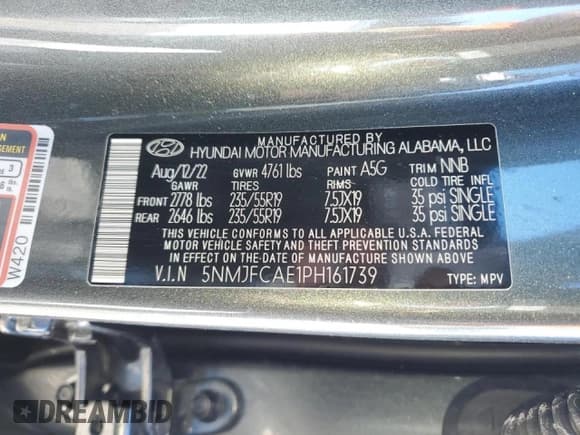 MANUFACTURED BY
HYUNDAI MOTOR MANUFACTURING ALABAMA, LLC
Aug/12/22 GVWR 4761 lbs PAINT A5G TRIM NNB
GAWR TIRES RIMS COLD TIRE INFL
FRONT 2778 lbs 235/55R19 7.5JX19 35 psi SINGLE
REAR 2646 lbs 235/55R19 7.5JX19 35 psi SINGLE
THIS VEHICLE CONFORMS TO ALL APPLICABLE U.S.A. FEDERAL
MOTOR VEHICLE SAFETY AND THEFT PREVENTION STANDARDS
IN EFFECT ON THE DATE OF MANUFACTURE SHOWN ABOVE
V.I.N 5NMJFCAE1PH161739 TYPE: MPV
W420
3
DREAMBID